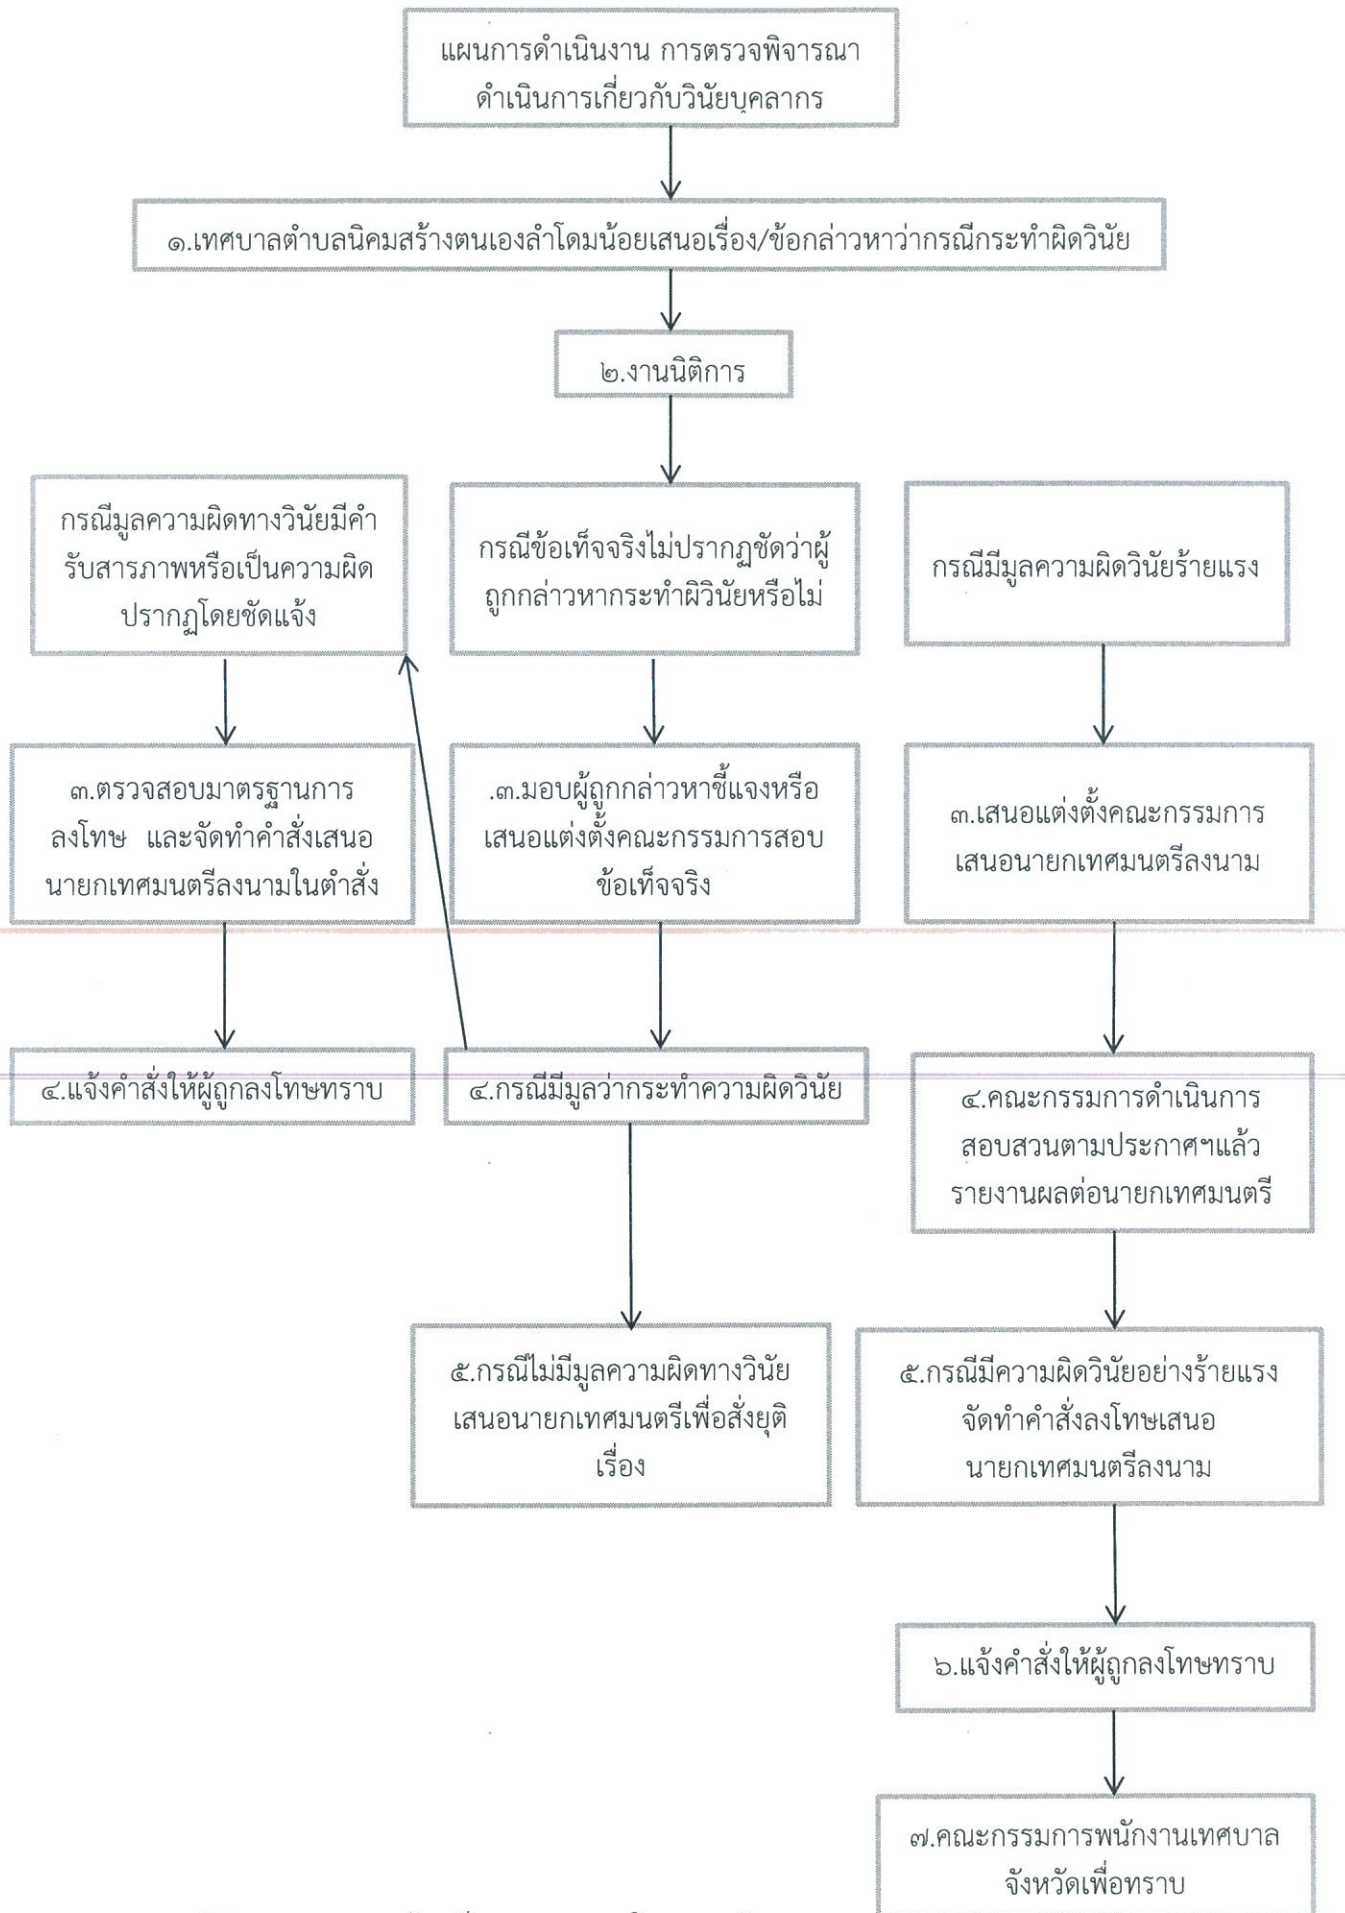 แผนการดำเนินงาน การตรวจพิจารณา
ดำเนินการเกี่ยวกับวินัยบุคลากร
๑.เทศบาลตำบลนิคมสร้างตนเองลำโดมน้อยเสนอเรื่อง/ข้อกล่าวหาว่ากรณีกระทำผิดวินัย
๒.งานนิติการ
กรณีมูลความผิดทางวินัยมีคำ
รับสารภาพหรือเป็นความผิด
ปรากฏโดยชัดแจ้ง
กรณีข้อเท็จจริงไม่ปรากฏชัดว่าผู้
ถูกกล่าวหากระทำผิวินัยหรือไม่
กรณีมีมูลความผิดวินัยร้ายแรง
๓.ตรวจสอบมาตรฐานการ
ลงโทษ และจัดทำคำสั่งเสนอ
นายกเทศมนตรีลงนามในตำสั่ง
.๓.มอบผู้ถูกกล่าวหาชี้แจงหรือ
เสนอแต่งตั้งคณะกรรมการสอบ
ข้อเท็จจริง
๓.เสนอแต่งตั้งคณะกรรมการ
เสนอนายกเทศมนตรีลงนาม
๔.แจ้งคำสั่งให้ผู้ถูกลงโทษทราบ
๔.กรณีมีมูลว่ากระทำความผิดวินัย
๔.คณะกรรมการดำเนินการ
สอบสวนตามประกาศฯแล้ว
รายงานผลต่อนายกเทศมนตรี
๕.กรณีไม่มีมูลความผิดทางวินัย
เสนอนายกเทศมนตรีเพื่อสั่งยุติ
เรื่อง
๕.กรณีมีความผิดวินัยอย่างร้ายแรง
จัดทำคำสั่งลงโทษเสนอ
นายกเทศมนตรีลงนาม
๖.แจ้งคำสั่งให้ผู้ถูกลงโทษทราบ
๗.คณะกรรมการพนักงานเทศบาล
จังหวัดเพื่อทราบ